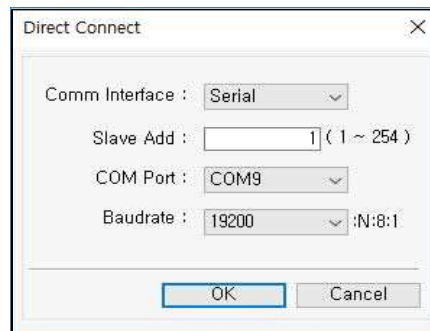 Direct Connect
Comm Interface : Serial
Slave Add : 1 ( 1 ~ 254 )
COM Port : COM9
Baudrate : 19200 :N:8:1
OK Cancel